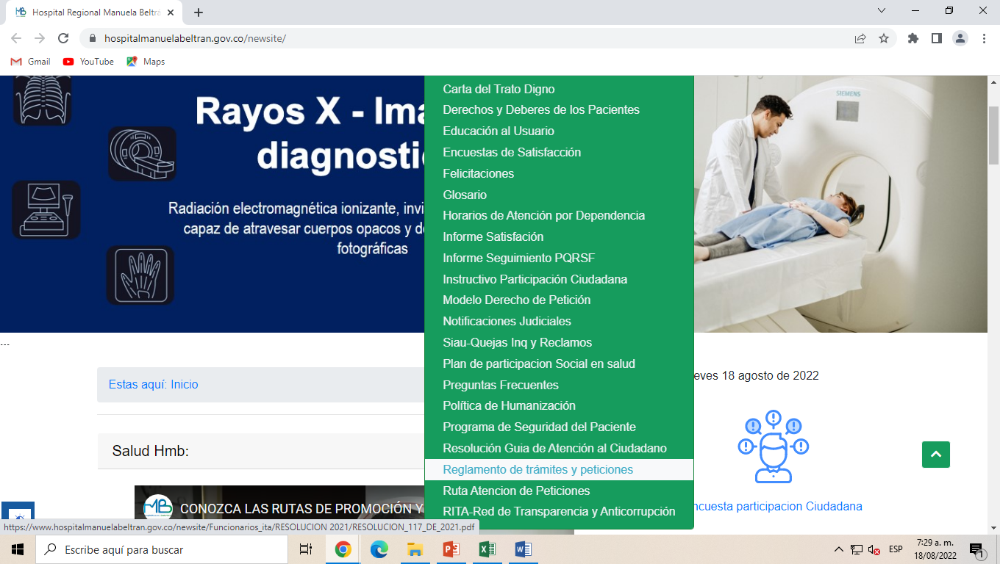 Hospital Regional Manuela Beltrá
hospitalmanuelabeltran.gov.co/newsite/
Gmail
YouTube
Maps
Rayos X - Imá
diagnostic
Radiación electromagnética ionizante, invi
capaz de atravesar cuerpos opacos y de
fotográficas
SIEMENS
Carta del Trato Digno
Derechos y Deberes de los Pacientes
Educación al Usuario
Encuestas de Satisfacción
Felicitaciones
Glosario
Horarios de Atención por Dependencia
Informe Satisfación
Informe Seguimiento PQRSF
Instructivo Participación Ciudadana
Modelo Derecho de Petición
Notificaciones Judiciales
Siau-Quejas Inq y Reclamos
Plan de participacion Social en salud
Preguntas Frecuentes
Política de Humanización
Programa de Seguridad del Paciente
Resolución Guia de Atención al Ciudadano
Reglamento de trámites y peticiones
Ruta Atencion de Peticiones
RITA-Red de Transparencia y Anticorrupción
...
Estas aquí: Inicio
eves 18 agosto de 2022
Salud Hmb:
MB CONOZCA LAS RUTAS DE PROMOCIÓN Y
ncuesta participacion Ciudadana
https://www.hospitalmanuelabeltran.gov.co/newsite/Funcionarios_ita/RESOLUCION 2021/RESOLUCION_117_DE_2021.pdf
Escribe aquí para buscar
ESP
7:29 a. m.
18/08/2022
1